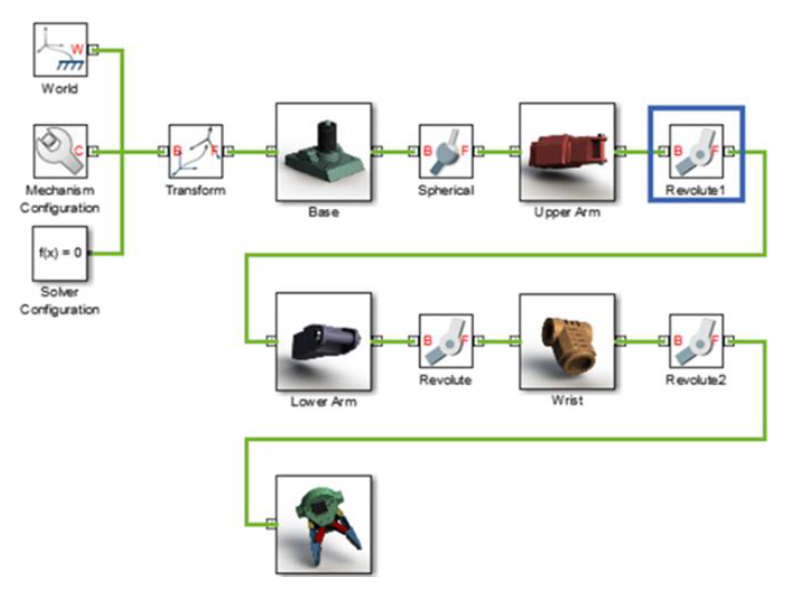 W
World
C
B
F
B
F
B
F
Mechanism
Configuration
Transform
Base
Spherical
Upper Arm
Revolute1
f(x) = 0
Solver
Configuration
B
F
B
F
Lower Arm
Revolute
Wrist
Revolute2